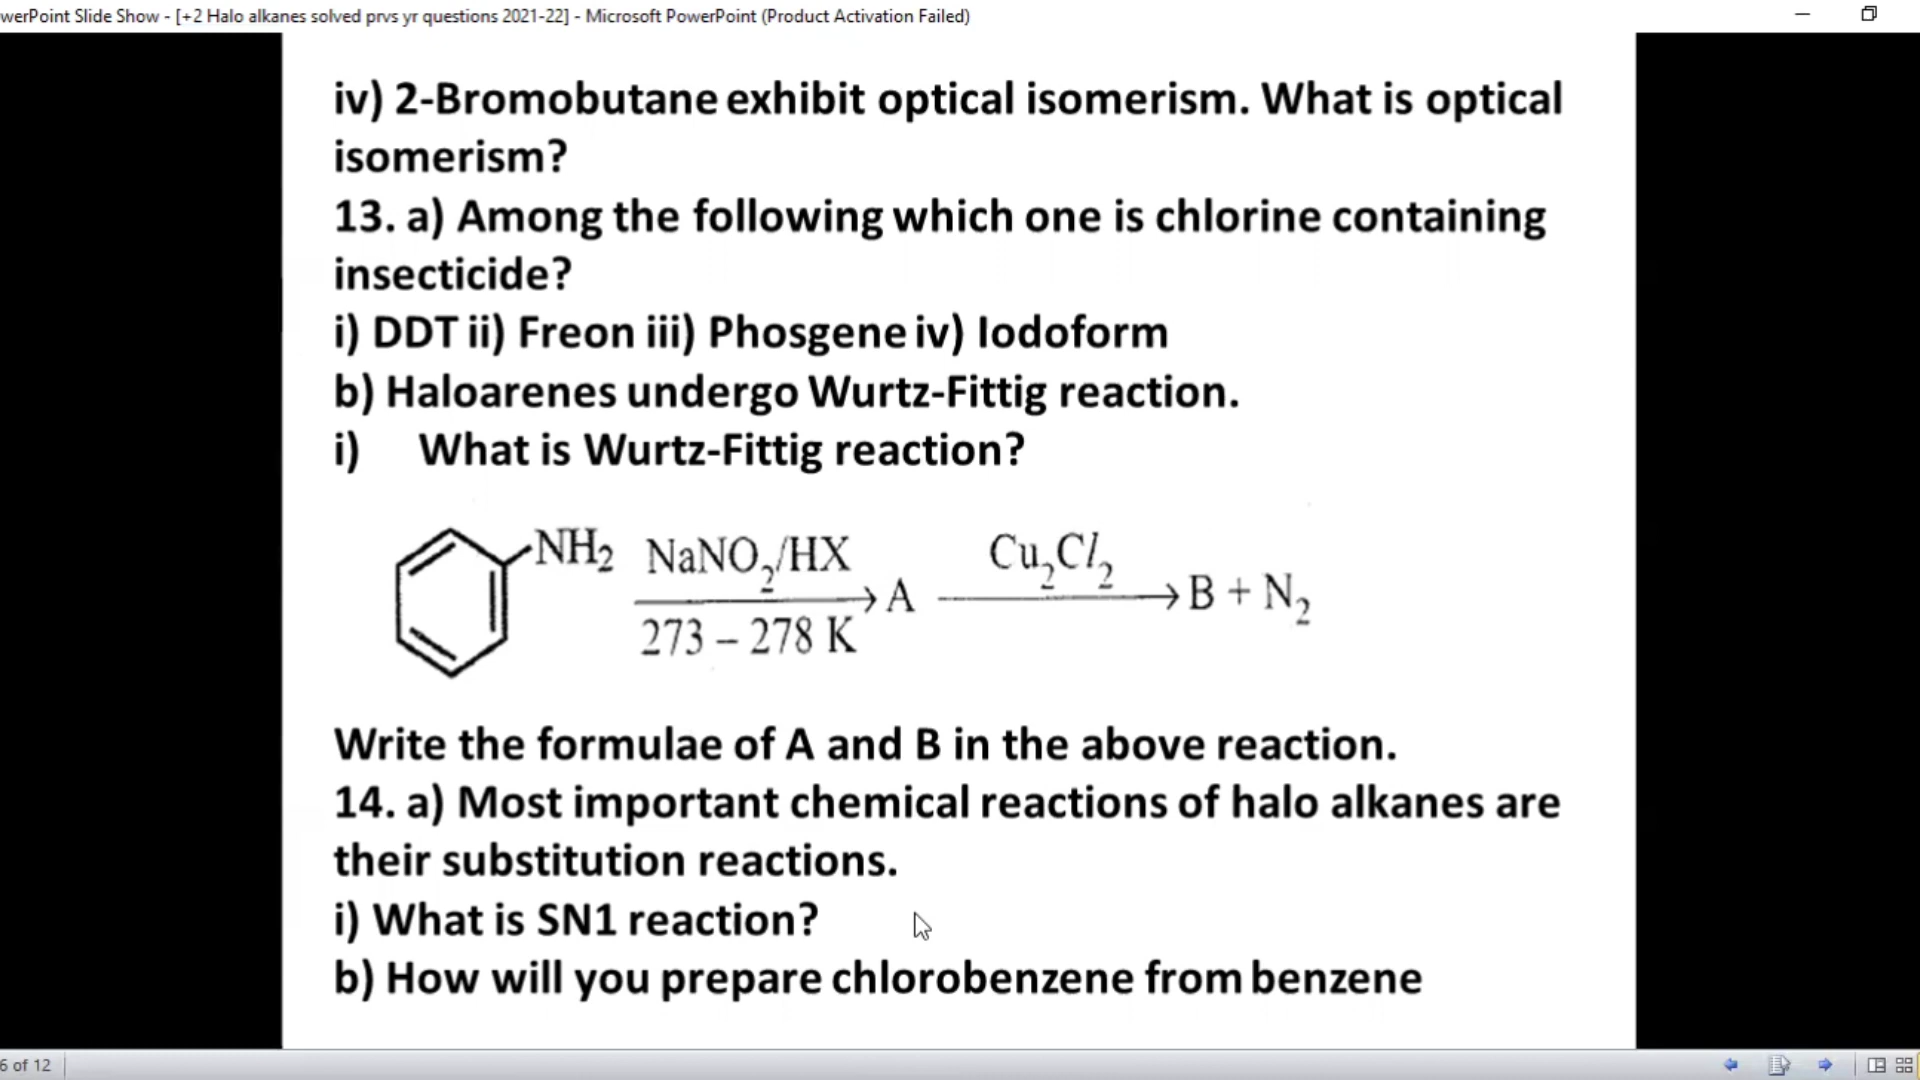 werPoint Slide Show - [+2 Halo alkanes solved prvs yr questions 2021-22] - Microsoft PowerPoint (Product Activation Failed)
iv) 2-Bromobutane exhibit optical isomerism. What is optical
isomerism?
13. a) Among the following which one is chlorine containing
insecticide?
i) DDT ii) Freon iii) Phosgene iv) Iodoform
b) Haloarenes undergo Wurtz-Fittig reaction.
i) What is Wurtz-Fittig reaction?
NH₂ NaNO₂/HX → A Cu₂Cl₂ → B + N₂
273 – 278 K
Write the formulae of A and B in the above reaction.
14. a) Most important chemical reactions of halo alkanes are
their substitution reactions.
i) What is SN1 reaction?
b) How will you prepare chlorobenzene from benzene
6 of 12